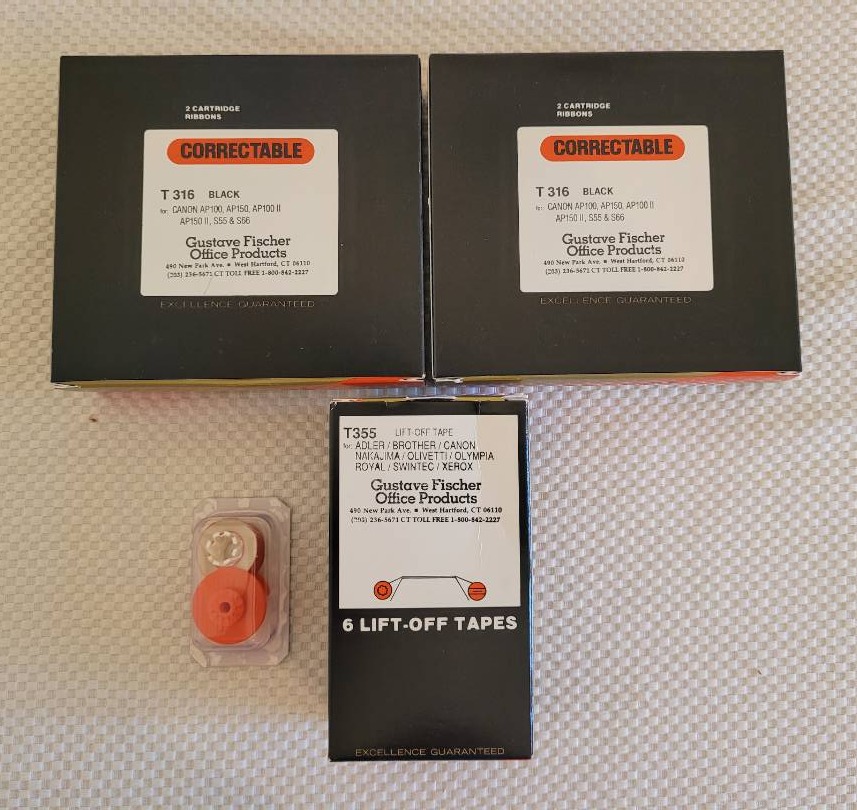 2 CARTRIDGE
RIBBONS
CORRECTABLE
T 316 BLACK
for: CANON AP100, AP150, AP100 II
AP150 II, S55 & S66
Gustave Fischer
Office Products
490 New Park Ave. ■ West Hartford, CT 06110
(203) 236-5671 CT TOLL FREE 1-800-842-2227
EXCELLENCE GUARANTEED
2 CARTRIDGE
RIBBONS
CORRECTABLE
T 316 BLACK
for: CANON AP100, AP150, AP100 II
AP150 II, S55 & S66
Gustave Fischer
Office Products
490 New Park Ave. ■ West Hartford, CT 06110
(203) 236-5671 CT TOLL FREE 1-800-842-2227
EXCELLENCE GUARANTEED
T355 LIFT-OFF TAPE
for: ADLER / BROTHER / CANON
NAKAJIMA / OLIVETTI / OLYMPIA
ROYAL / SWINTEC / XEROX
Gustave Fischer
Office Products
490 New Park Ave. ■ West Hartford, CT 06110
(203) 236-5671 CT TOLL FREE 1-800-842-2227
6 LIFT-OFF TAPES
EXCELLENCE GUARANTEED